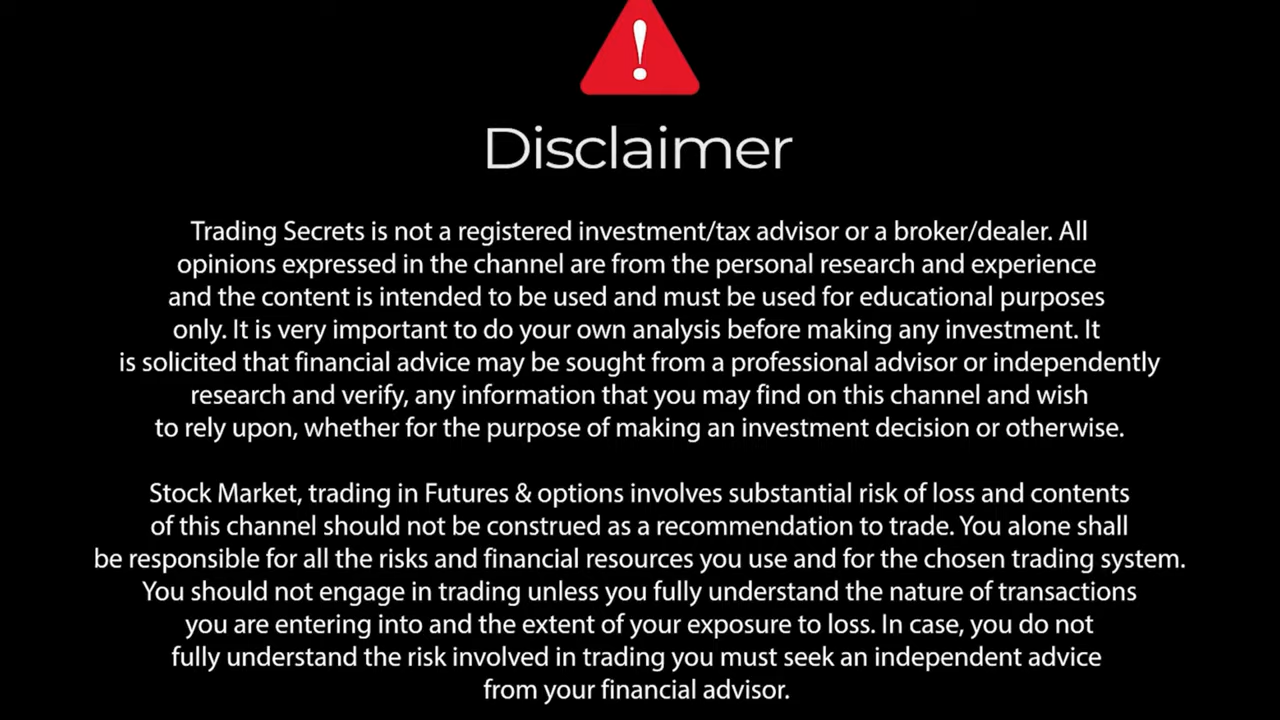 !
Disclaimer
Trading Secrets is not a registered investment/tax advisor or a broker/dealer. All
opinions expressed in the channel are from the personal research and experience
and the content is intended to be used and must be used for educational purposes
only. It is very important to do your own analysis before making any investment. It
is solicited that financial advice may be sought from a professional advisor or independently
research and verify, any information that you may find on this channel and wish
to rely upon, whether for the purpose of making an investment decision or otherwise.
Stock Market, trading in Futures & options involves substantial risk of loss and contents
of this channel should not be construed as a recommendation to trade. You alone shall
be responsible for all the risks and financial resources you use and for the chosen trading system.
You should not engage in trading unless you fully understand the nature of transactions
you are entering into and the extent of your exposure to loss. In case, you do not
fully understand the risk involved in trading you must seek an independent advice
from your financial advisor.